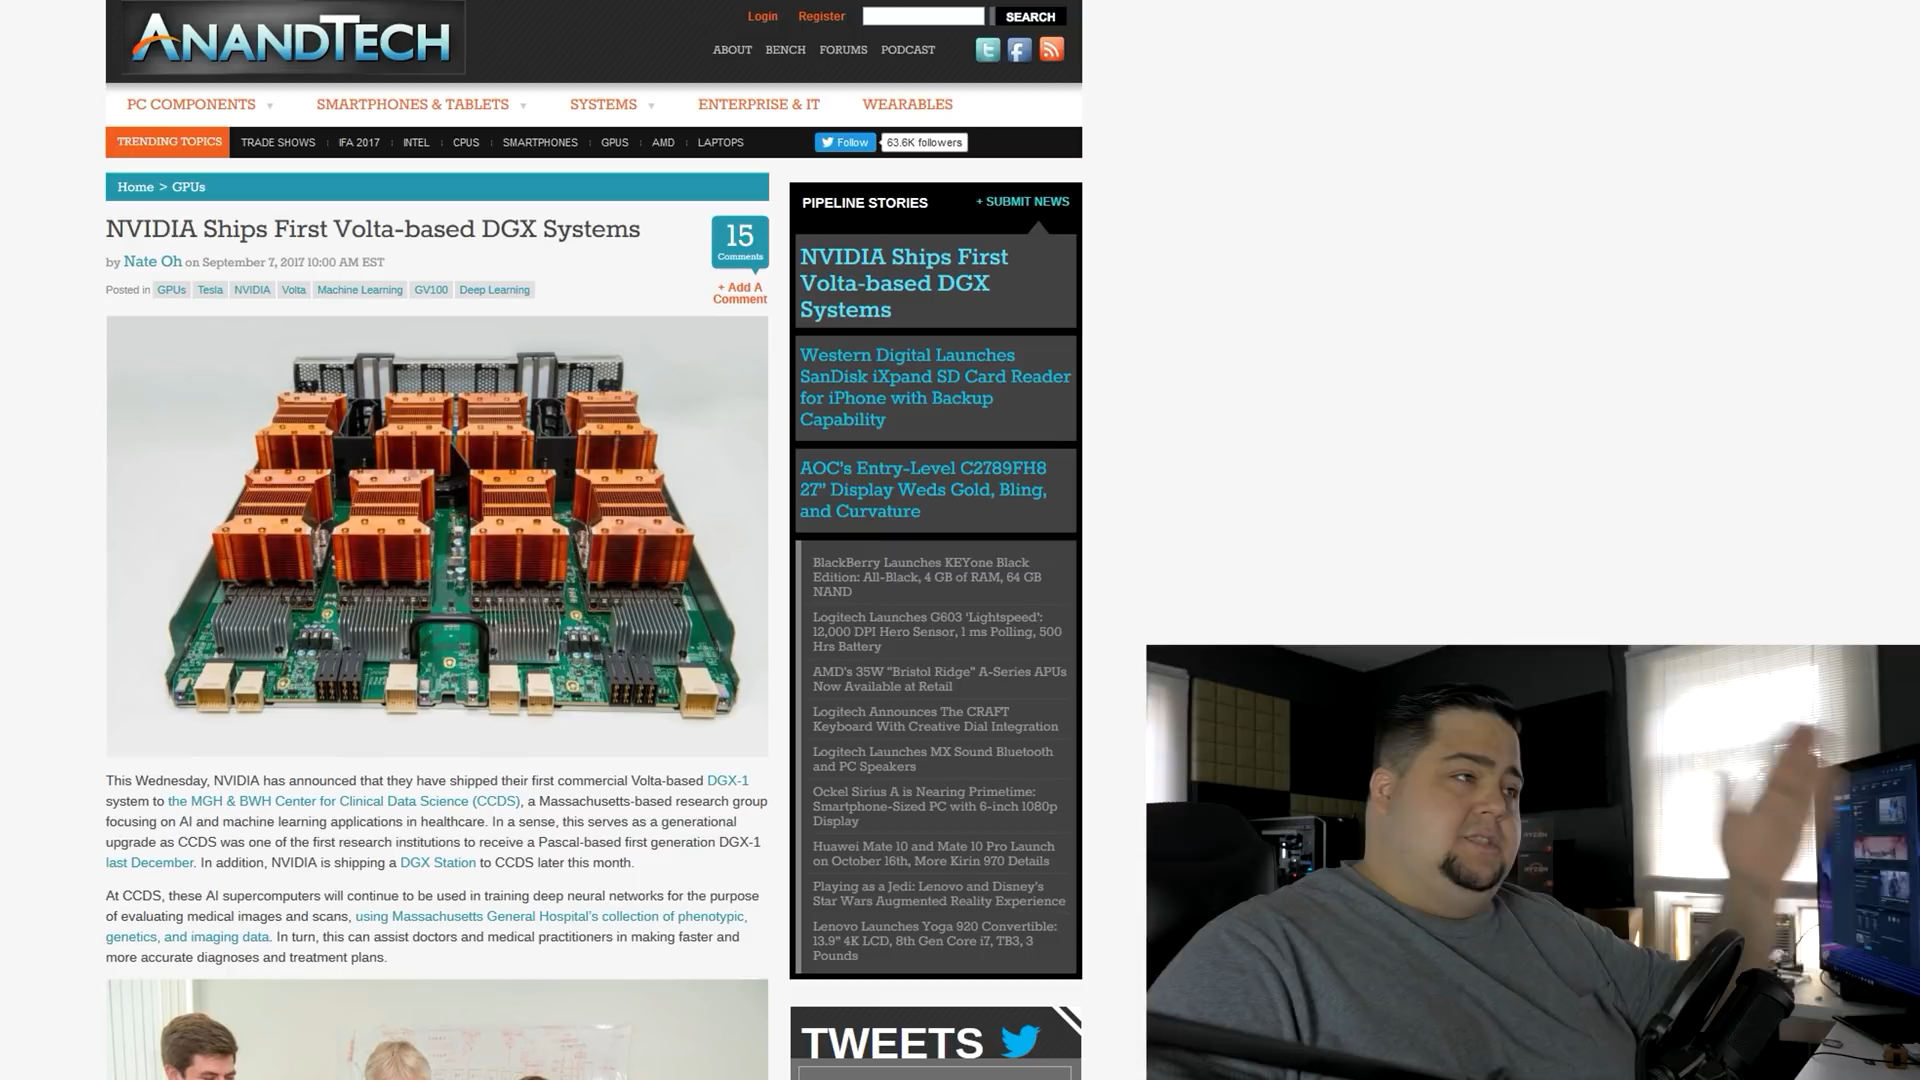 ANANDTECH
Login Register SEARCH
ABOUT BENCH FORUMS PODCAST
PC COMPONENTS SMARTPHONES & TABLETS SYSTEMS ENTERPRISE & IT WEARABLES
TRENDING TOPICS TRADE SHOWS IFA 2017 INTEL CPUS SMARTPHONES GPUS AMD LAPTOPS Follow 63.6K followers
Home > GPUs
NVIDIA Ships First Volta-based DGX Systems
by Nate Oh on September 7, 2017 10:00 AM EST
Posted in GPUs Tesla NVIDIA Volta Machine Learning GV100 Deep Learning
15
Comments
+ Add A
Comment
This Wednesday, NVIDIA has announced that they have shipped their first commercial Volta-based DGX-1
system to the MGH & BWH Center for Clinical Data Science (CCDS), a Massachusetts-based research group
focusing on AI and machine learning applications in healthcare. In a sense, this serves as a generational
upgrade as CCDS was one of the first research institutions to receive a Pascal-based first generation DGX-1
last December. In addition, NVIDIA is shipping a DGX Station to CCDS later this month.
At CCDS, these AI supercomputers will continue to be used in training deep neural networks for the purpose
of evaluating medical images and scans, using Massachusetts General Hospital's collection of phenotypic,
genetics, and imaging data. In turn, this can assist doctors and medical practitioners in making faster and
more accurate diagnoses and treatment plans.
PIPELINE STORIES + SUBMIT NEWS
NVIDIA Ships First
Volta-based DGX
Systems
Western Digital Launches
SanDisk iXpand SD Card Reader
for iPhone with Backup
Capability
AOC's Entry-Level C2789FH8
27" Display Weds Gold, Bling,
and Curvature
BlackBerry Launches KEYone Black
Edition: All-Black, 4 GB of RAM, 64 GB
NAND
Logitech Launches G603 'Lightspeed':
12,000 DPI Hero Sensor, 1 ms Polling, 500
Hrs Battery
AMD's 35W "Bristol Ridge" A-Series APUs
Now Available at Retail
Logitech Announces The CRAFT
Keyboard With Creative Dial Integration
Logitech Launches MX Sound Bluetooth
and PC Speakers
Ockel Sirius A is Nearing Primetime:
Smartphone-Sized PC with 6-inch 1080p
Display
Huawei Mate 10 and Mate 10 Pro Launch
on October 16th, More Kirin 970 Details
Playing as a Jedi: Lenovo and Disney's
Star Wars Augmented Reality Experience
Lenovo Launches Yoga 920 Convertible:
13.9" 4K LCD, 8th Gen Core i7, TB3, 3
Pounds
TWEETS
RYZEN
RYZEN